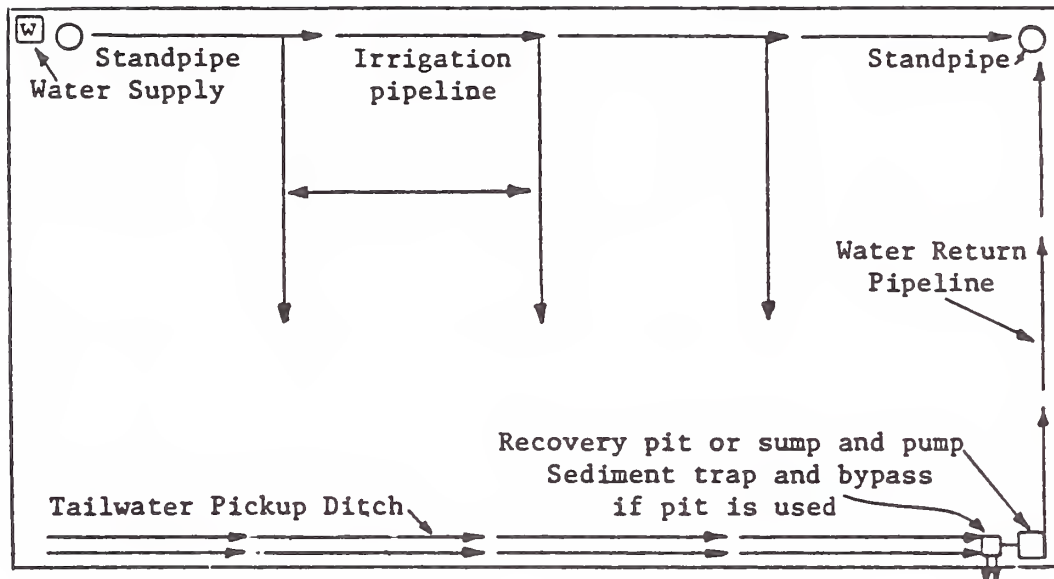 W
Standpipe
Water Supply
Irrigation
pipeline
Standpipe
Water Return
Pipeline
Recovery pit or sump and pump
Sediment trap and bypass
if pit is used
Tailwater Pickup Ditch